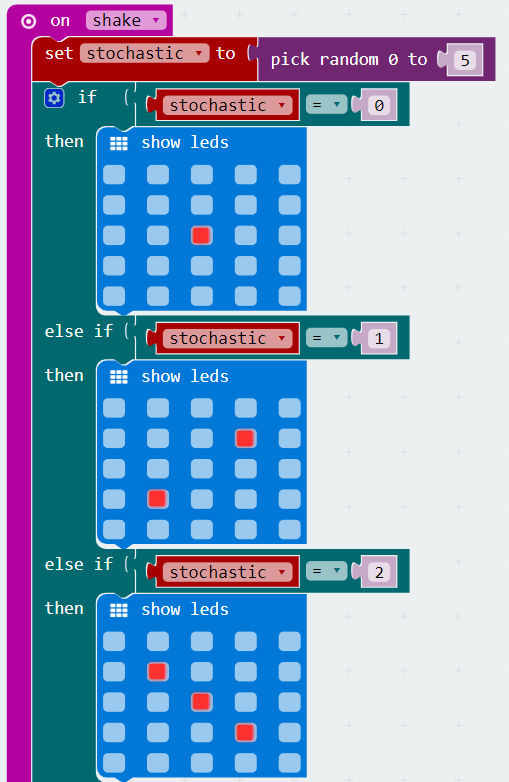 on shake
set stochastic to pick random 0 to 5
if stochastic = 0
then show leds
else if stochastic = 1
then show leds
else if stochastic = 2
then show leds